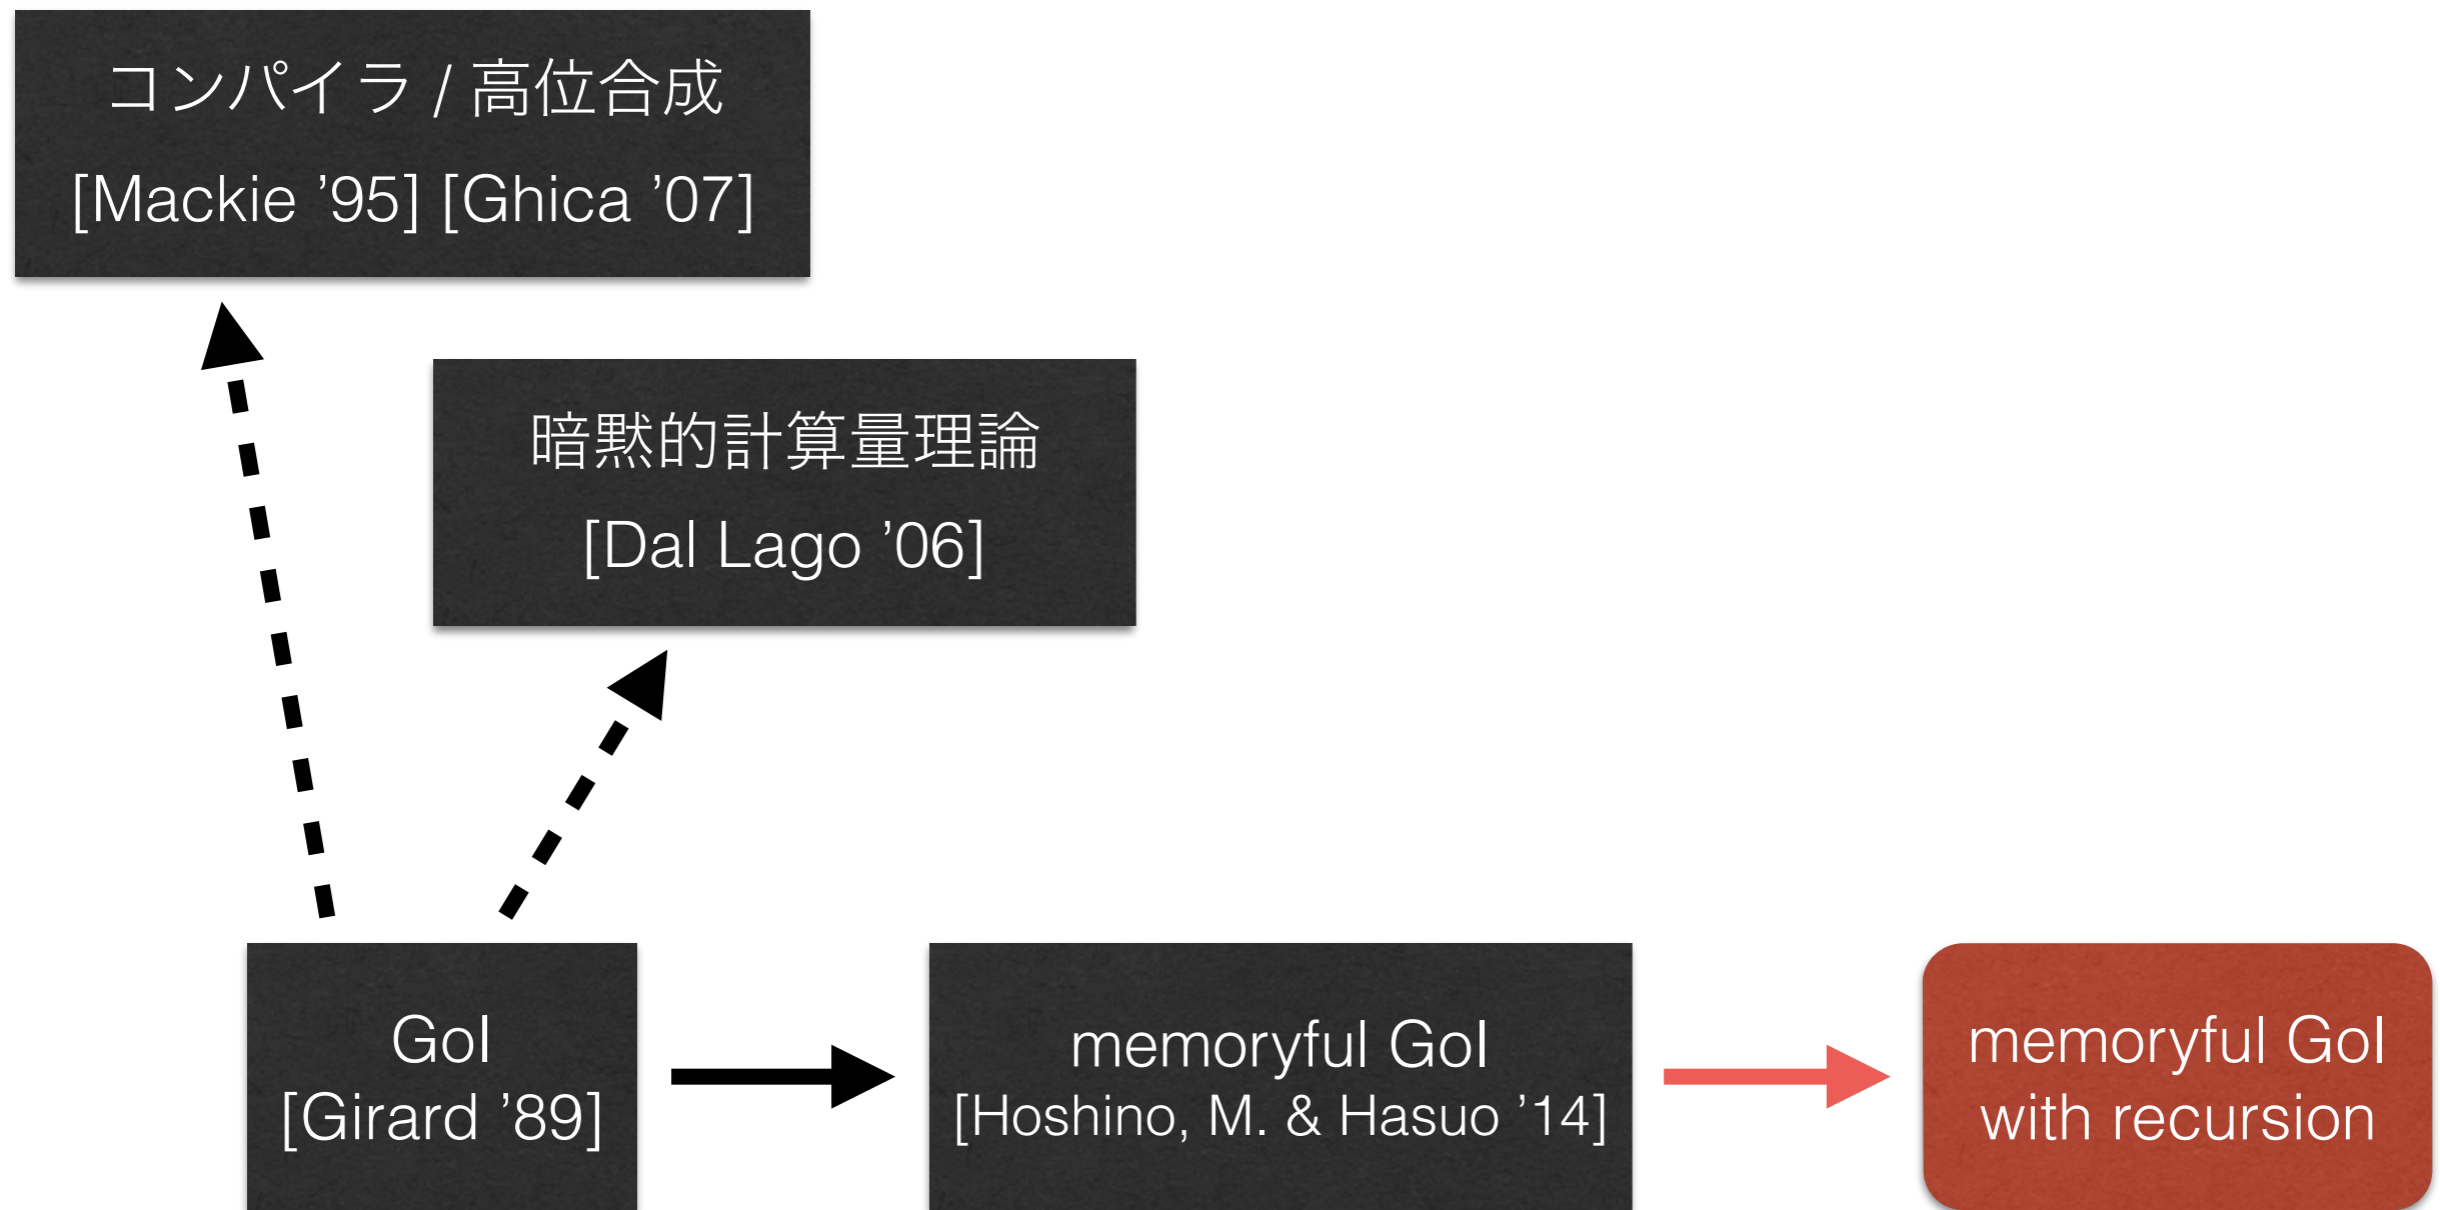 コンパイラ / 高位合成
[Mackie ’95] [Ghica ’07]
暗黙的計算量理論
[Dal Lago ’06]
GoI
[Girard ’89]
memoryful GoI
[Hoshino, M. & Hasuo ’14]
memoryful GoI
with recursion